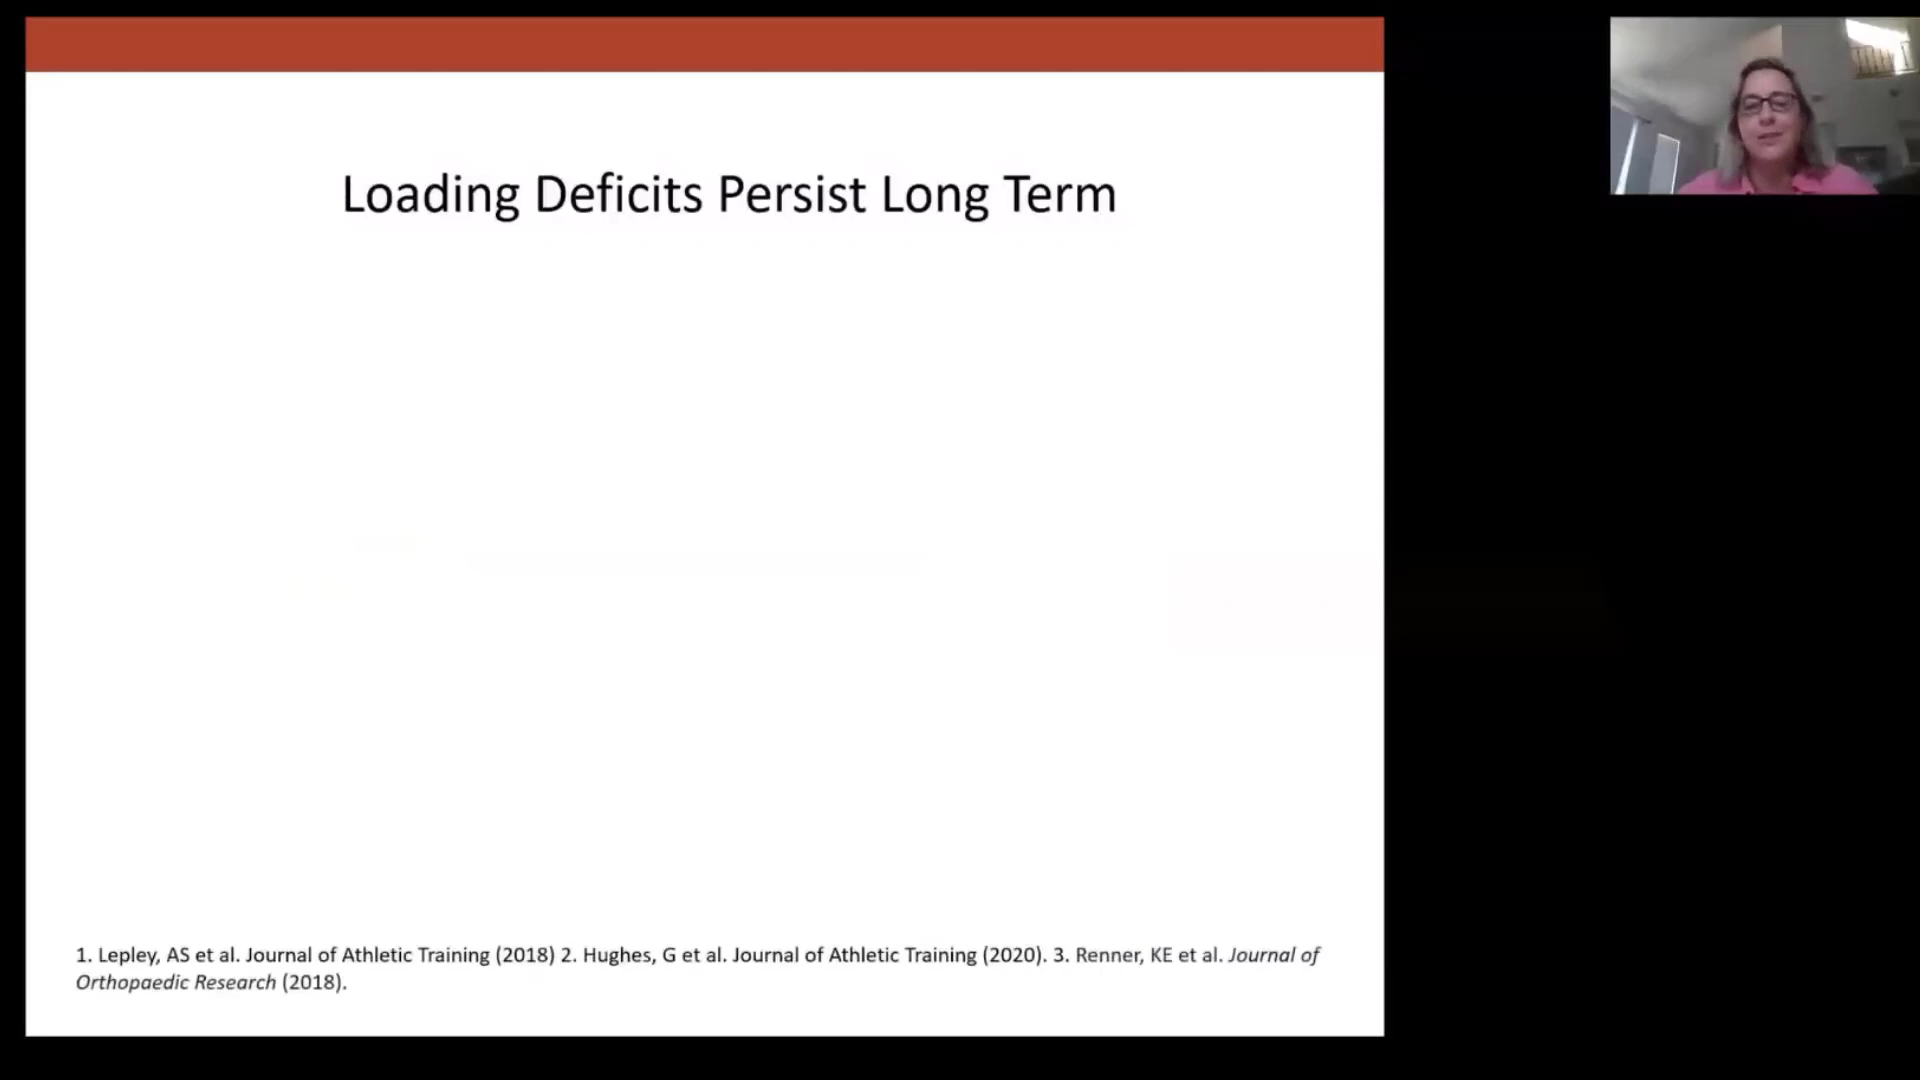 Loading Deficits Persist Long Term
1. Lepley, AS et al. Journal of Athletic Training (2018) 2. Hughes, G et al. Journal of Athletic Training (2020). 3. Renner, KE et al. Journal of
Orthopaedic Research (2018).